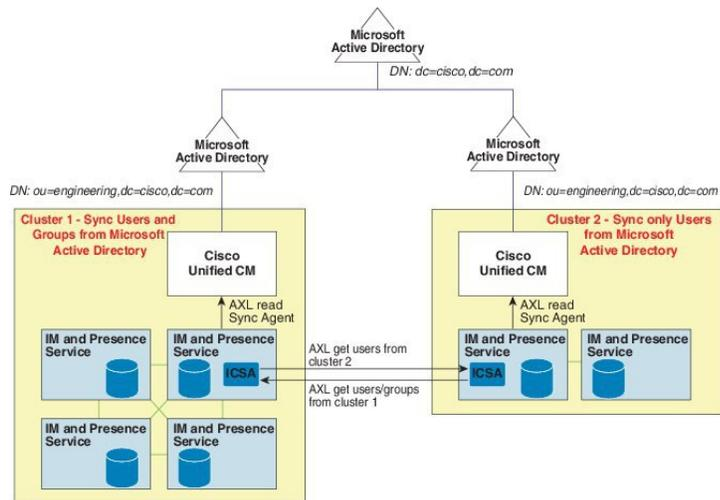 Microsoft
Active Directory
DN: dc=cisco,dc=com
Microsoft
Active Directory
Microsoft
Active Directory
DN: ou=engineering,dc=cisco,dc=com
DN: ou=engineering,dc=cisco,dc=com
Cluster 1 - Sync Users and
Groups from Microsoft
Active Directory
Cisco
Unified CM
AXL read
Sync Agent
IM and Presence
Service
IM and Presence
Service
ICSA
IM and Presence
Service
IM and Presence
Service
AXL get users from
cluster 2
AXL get users/groups
from cluster 1
Cluster 2 - Sync only Users
from Microsoft
Active Directory
Cisco
Unified CM
AXL read
Sync Agent
IM and Presence
Service
ICSA
IM and Presence
Service